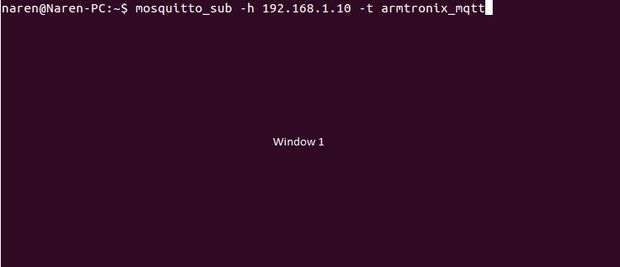 naren@Naren-PC:~$ mosquitto_sub -h 192.168.1.10 -t armtronix_mqtt
Window 1